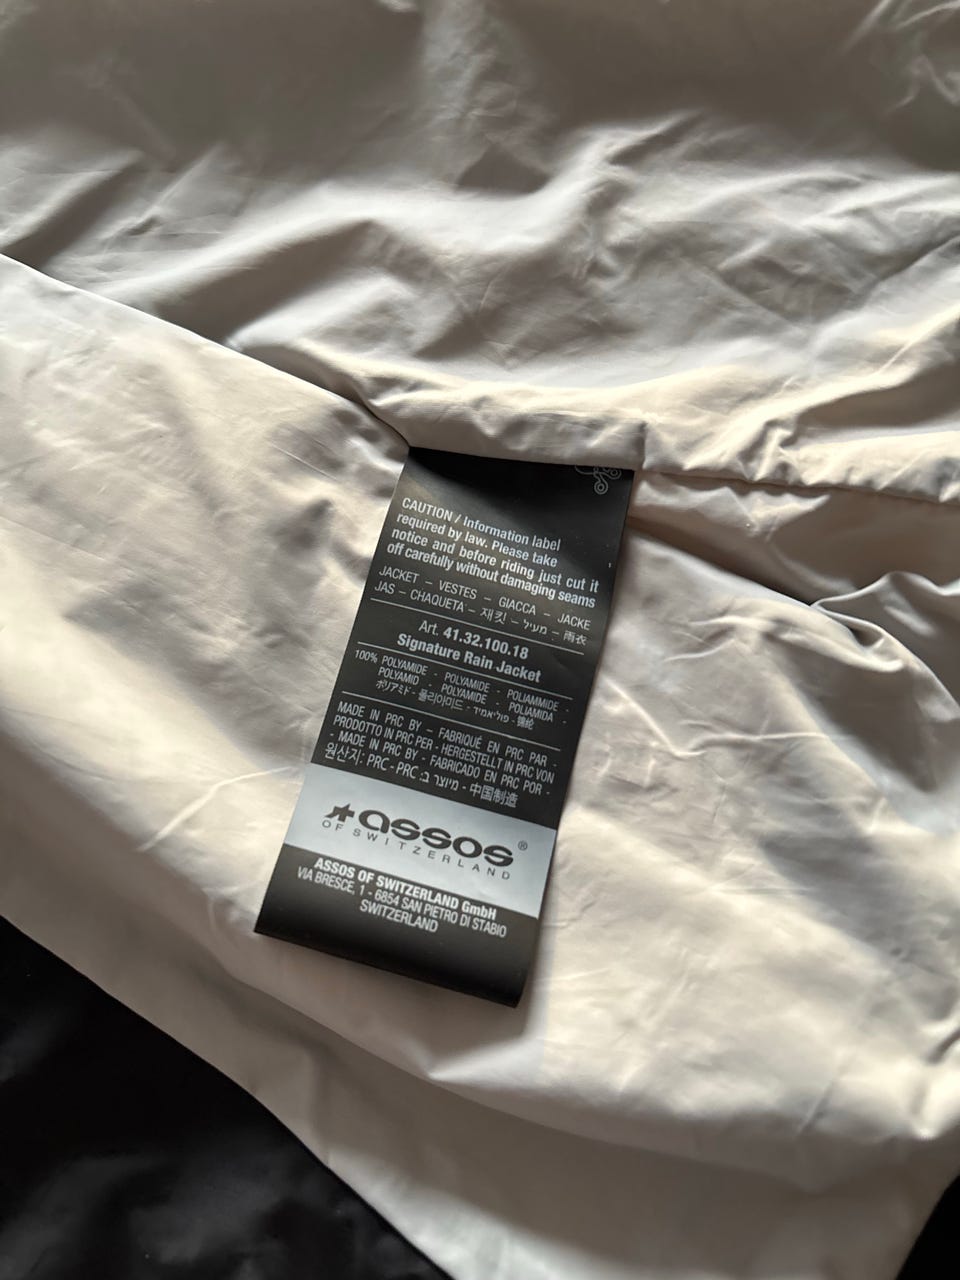 CAUTION / Information label
required by law. Please take
notice and before riding just cut it
off carefully without damaging seams
JACKET – VESTES – GIACCA – JACKE
JAS – CHAQUETA – 재킷 – מעיל – 雨衣
Art. 41.32.100.18
Signature Rain Jacket
100% POLYAMIDE - POLYAMIDE - POLIAMMIDE -
POLYAMID - POLYAMIDE - POLIAMIDA -
ポリアミド - 폴리아미드 - פוליאמיד - 锦纶
MADE IN PRC BY – FABRIQUÉ EN PRC PAR -
PRODOTTO IN PRC PER - HERGESTELLT IN PRC VON
- MADE IN PRC BY - FABRICADO EN PRC POR -
원산지: PRC - PRC :מיוצר ב - 中国制造
assos®
OF SWITZERLAND
ASSOS OF SWITZERLAND GmbH
VIA BRESCE, 1 - 6854 SAN PIETRO DI STABIO
SWITZERLAND